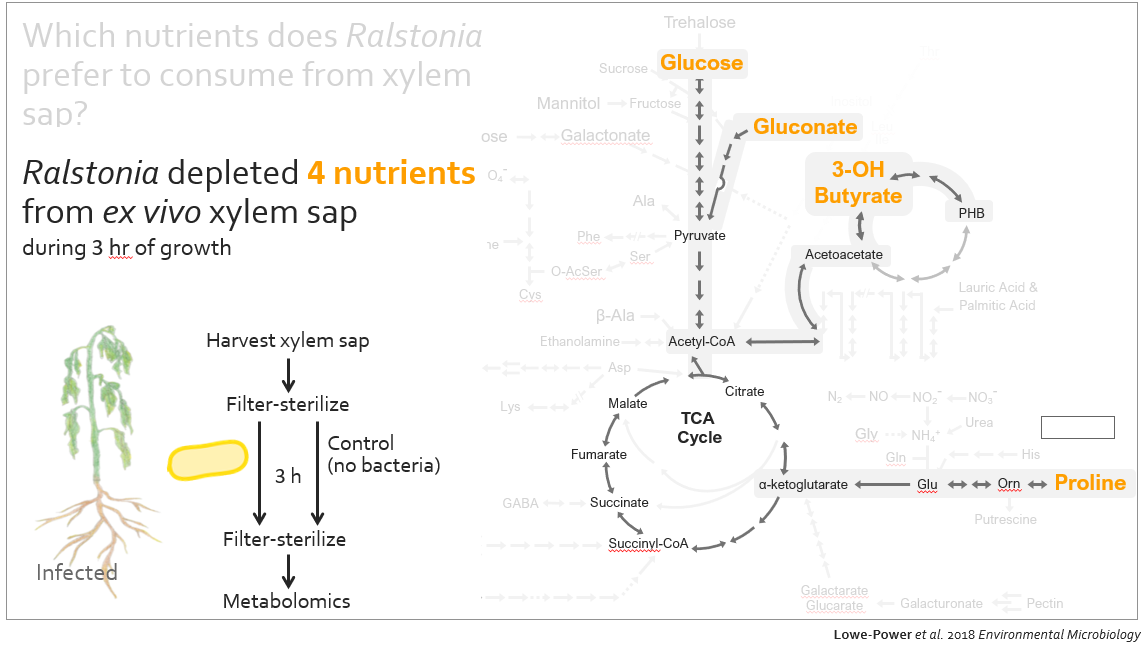 Which nutrients does Ralstonia
prefer to consume from xylem
sap?
Ralstonia depleted 4 nutrients
from ex vivo xylem sap
during 3 hr of growth
Harvest xylem sap
Filter-sterilize
Control
(no bacteria)
3 h
Filter-sterilize
Metabolomics
Infected
Trehalose
Glucose
Sucrose
Mannitol
Fructose
Gluconate
ose
Galactonate
3-OH
Butyrate
O₄⁻
Ala
PHB
Phe
Pyruvate
ne
Ser
Acetoacetate
O-AcSer
Cys
Lauric Acid &
Palmitic Acid
β-Ala
Ethanolamine
Acetyl-CoA
Asp
Citrate
Lys
Malate
TCA
Cycle
N₂
NO
NO₂⁻
NO₃⁻
Urea
Gly
NH₄⁺
Fumarate
Gln
His
α-ketoglutarate
Glu
Orn
Proline
GABA
Succinate
Putrescine
Succinyl-CoA
Galactarate
Glucarate
Galacturonate
Pectin
Lowe-Power et al. 2018 Environmental Microbiology